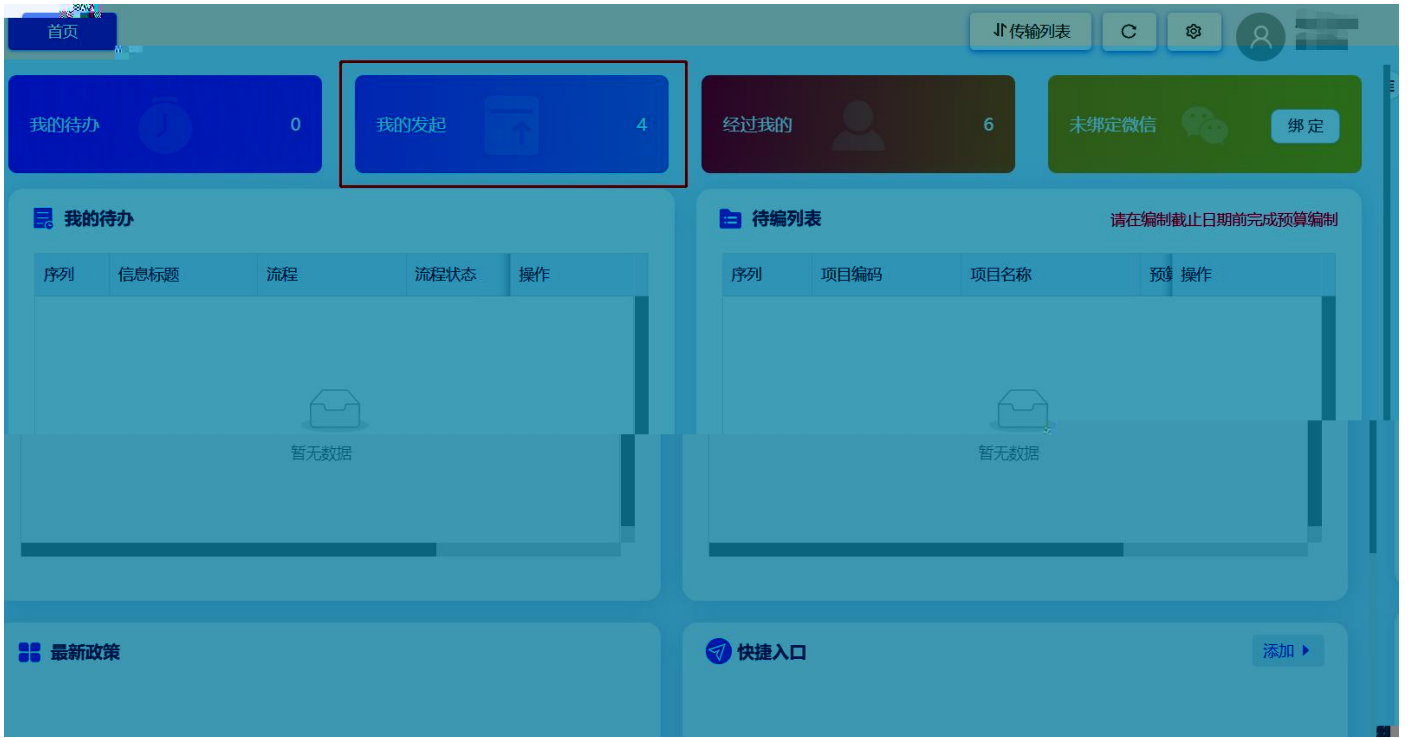 首页
传输列表
我的待办 0
我的发起 4
经过我的 6
未绑定微信 绑定
我的待办
待编列表 请在编制截止日期前完成预算编制
序列 信息标题 流程 流程状态 操作
序列 项目编码 项目名称 预算 操作
暂无数据
暂无数据
最新政策
快捷入口 添加